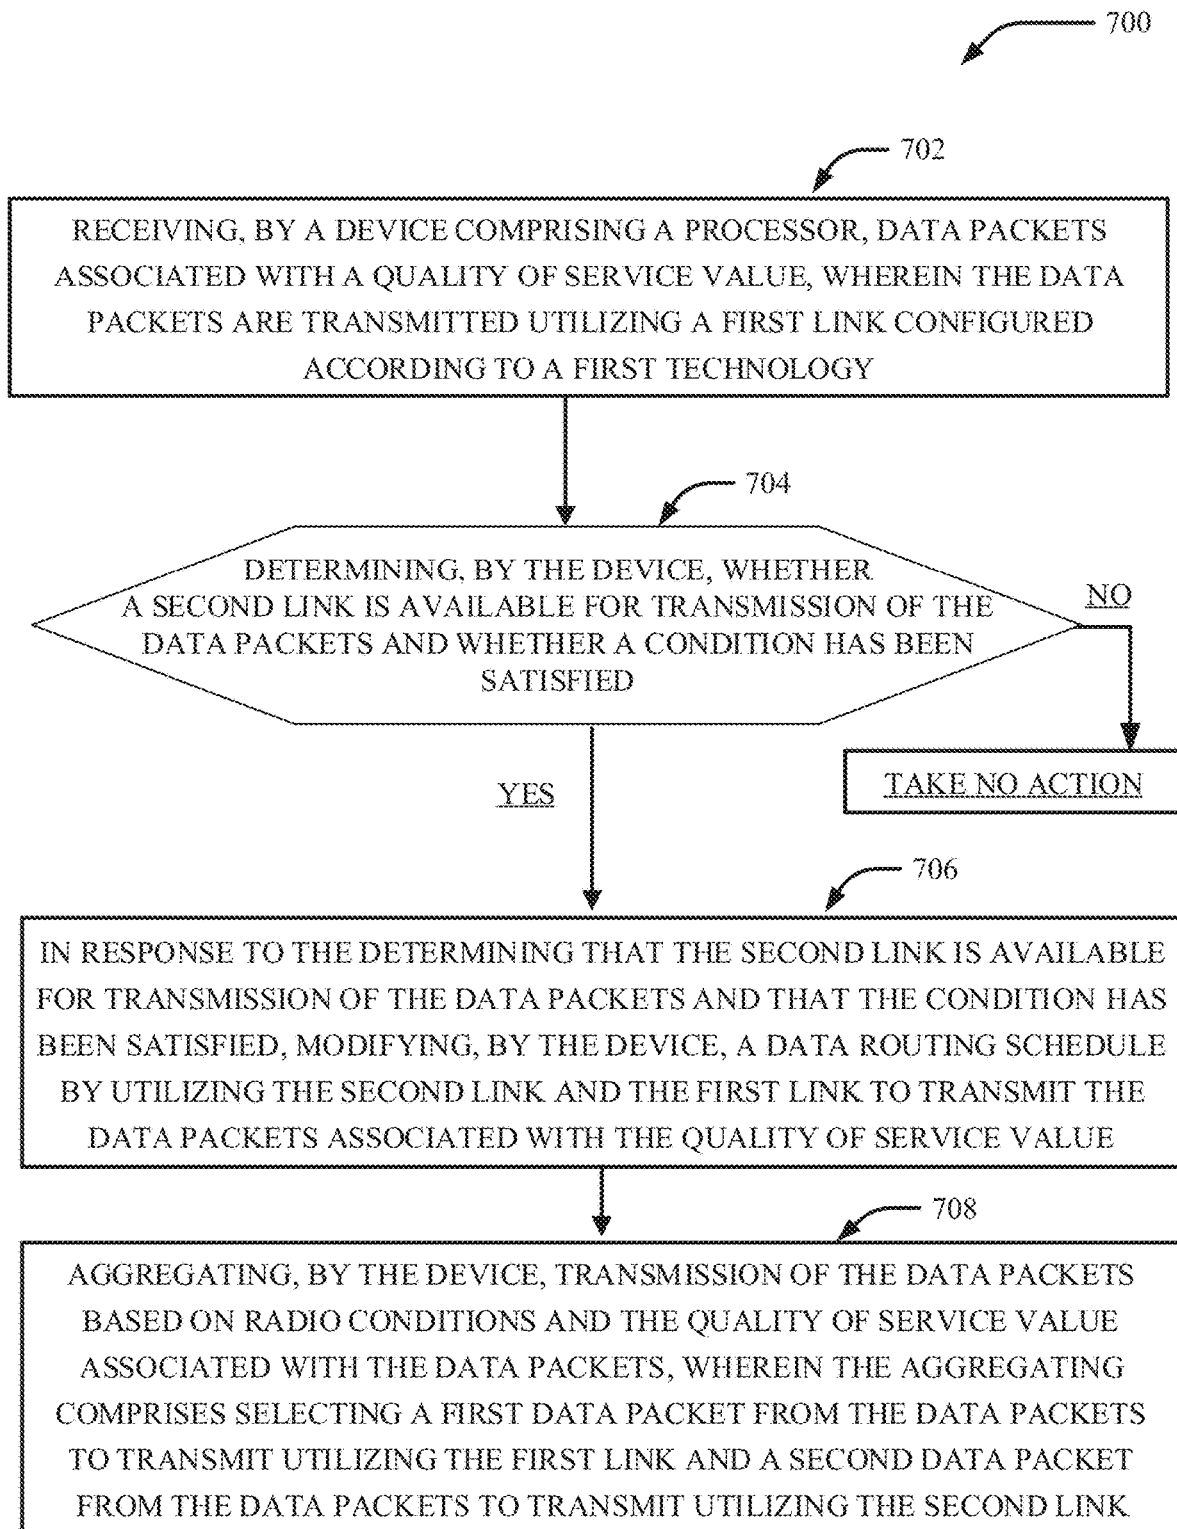 700
702
RECEIVING, BY A DEVICE COMPRISING A PROCESSOR, DATA PACKETS
ASSOCIATED WITH A QUALITY OF SERVICE VALUE, WHEREIN THE DATA
PACKETS ARE TRANSMITTED UTILIZING A FIRST LINK CONFIGURED
ACCORDING TO A FIRST TECHNOLOGY
704
DETERMINING, BY THE DEVICE, WHETHER
A SECOND LINK IS AVAILABLE FOR TRANSMISSION OF THE
DATA PACKETS AND WHETHER A CONDITION HAS BEEN
SATISFIED
NO
TAKE NO ACTION
YES
706
IN RESPONSE TO THE DETERMINING THAT THE SECOND LINK IS AVAILABLE
FOR TRANSMISSION OF THE DATA PACKETS AND THAT THE CONDITION HAS
BEEN SATISFIED, MODIFYING, BY THE DEVICE, A DATA ROUTING SCHEDULE
BY UTILIZING THE SECOND LINK AND THE FIRST LINK TO TRANSMIT THE
DATA PACKETS ASSOCIATED WITH THE QUALITY OF SERVICE VALUE
708
AGGREGATING, BY THE DEVICE, TRANSMISSION OF THE DATA PACKETS
BASED ON RADIO CONDITIONS AND THE QUALITY OF SERVICE VALUE
ASSOCIATED WITH THE DATA PACKETS, WHEREIN THE AGGREGATING
COMPRISES SELECTING A FIRST DATA PACKET FROM THE DATA PACKETS
TO TRANSMIT UTILIZING THE FIRST LINK AND A SECOND DATA PACKET
FROM THE DATA PACKETS TO TRANSMIT UTILIZING THE SECOND LINK